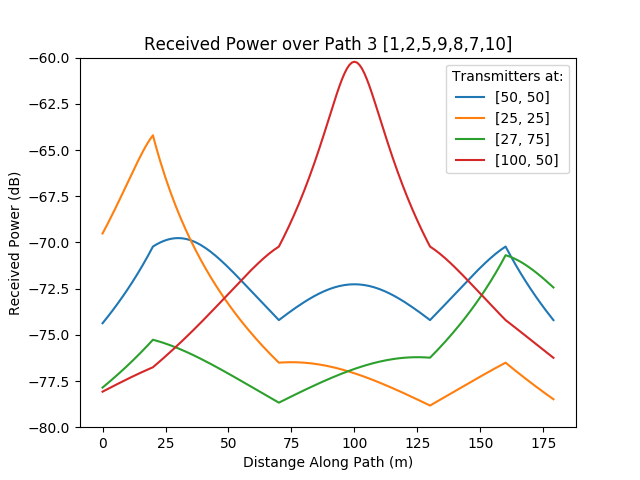 Received Power over Path 3 [1,2,5,9,8,7,10]
Transmitters at:
[50, 50]
[25, 25]
[27, 75]
[100, 50]
Received Power (dB)
−60.0
−62.5
−65.0
−67.5
−70.0
−72.5
−75.0
−77.5
−80.0
0 25 50 75 100 125 150 175
Distange Along Path (m)